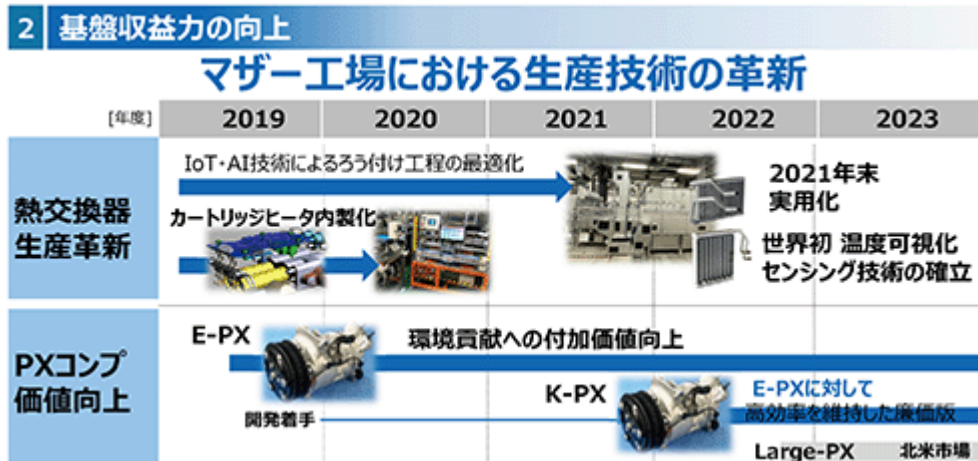 2 基盤収益力の向上
マザー工場における生産技術の革新
[年度] 2019 2020 2021 2022 2023
熱交換器
生産革新
IoT・AI技術によるろう付け工程の最適化
カートリッジヒータ内製化
2021年末
実用化
世界初 温度可視化
センシング技術の確立
PXコンプ
価値向上
E-PX
環境貢献への付加価値向上
開発着手
K-PX
E-PXに対して
高効率を維持した廉価版
Large-PX 北米市場